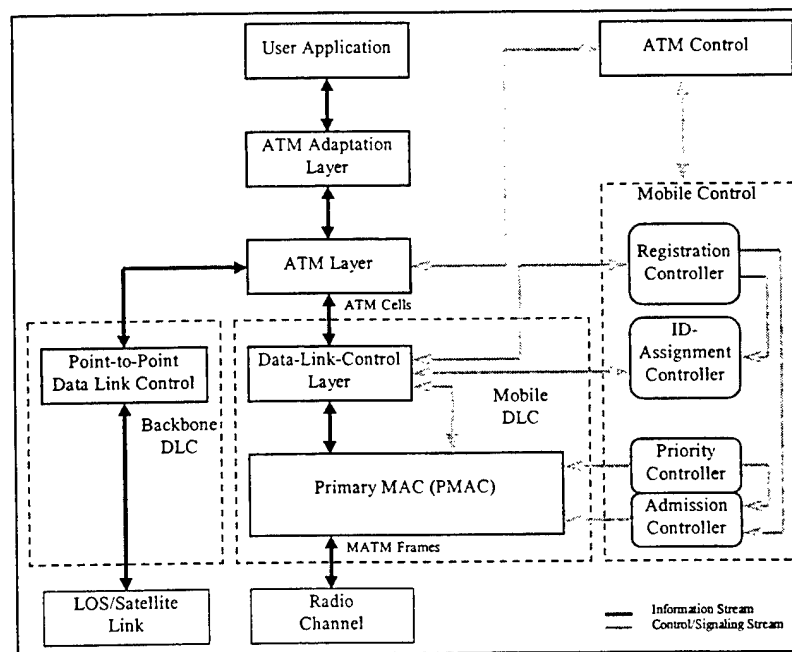 User Application
ATM Control
ATM Adaptation
Layer
Mobile Control
ATM Layer
Registration
Controller
ATM Cells
Point-to-Point
Data Link Control
Data-Link-Control
Layer
ID-
Assignment
Controller
Backbone
DLC
Mobile
DLC
Primary MAC (PMAC)
Priority
Controller
Admission
Controller
MATM Frames
LOS/Satellite
Link
Radio
Channel
Information Stream
Control/Signaling Stream